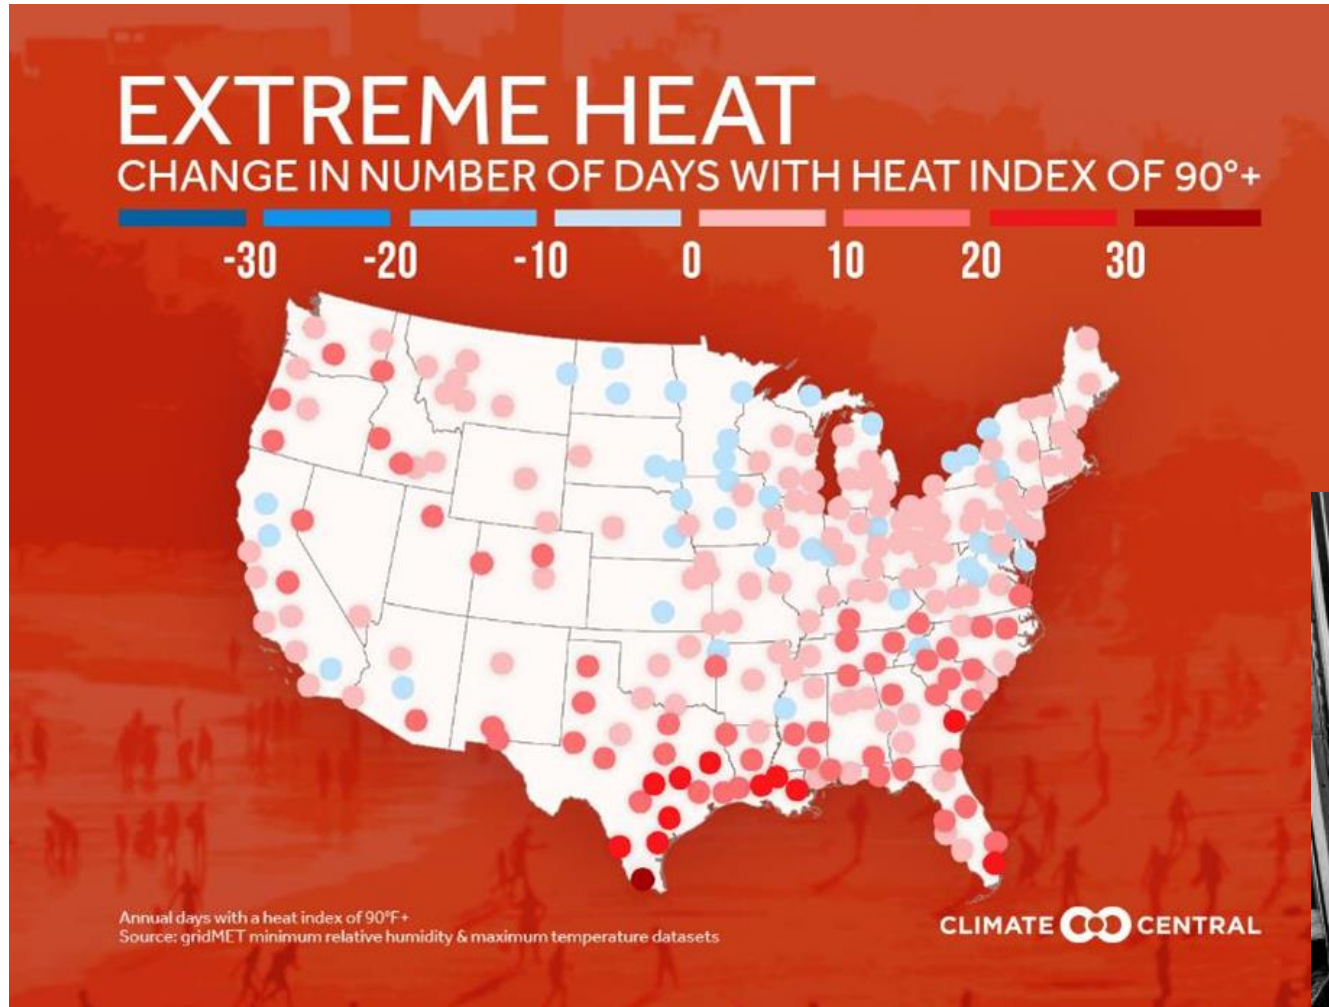 EXTREME HEAT
CHANGE IN NUMBER OF DAYS WITH HEAT INDEX OF 90°+
-30 -20 -10 0 10 20 30
Annual days with a heat index of 90°F+
Source: gridMET minimum relative humidity & maximum temperature datasets
CLIMATE CENTRAL